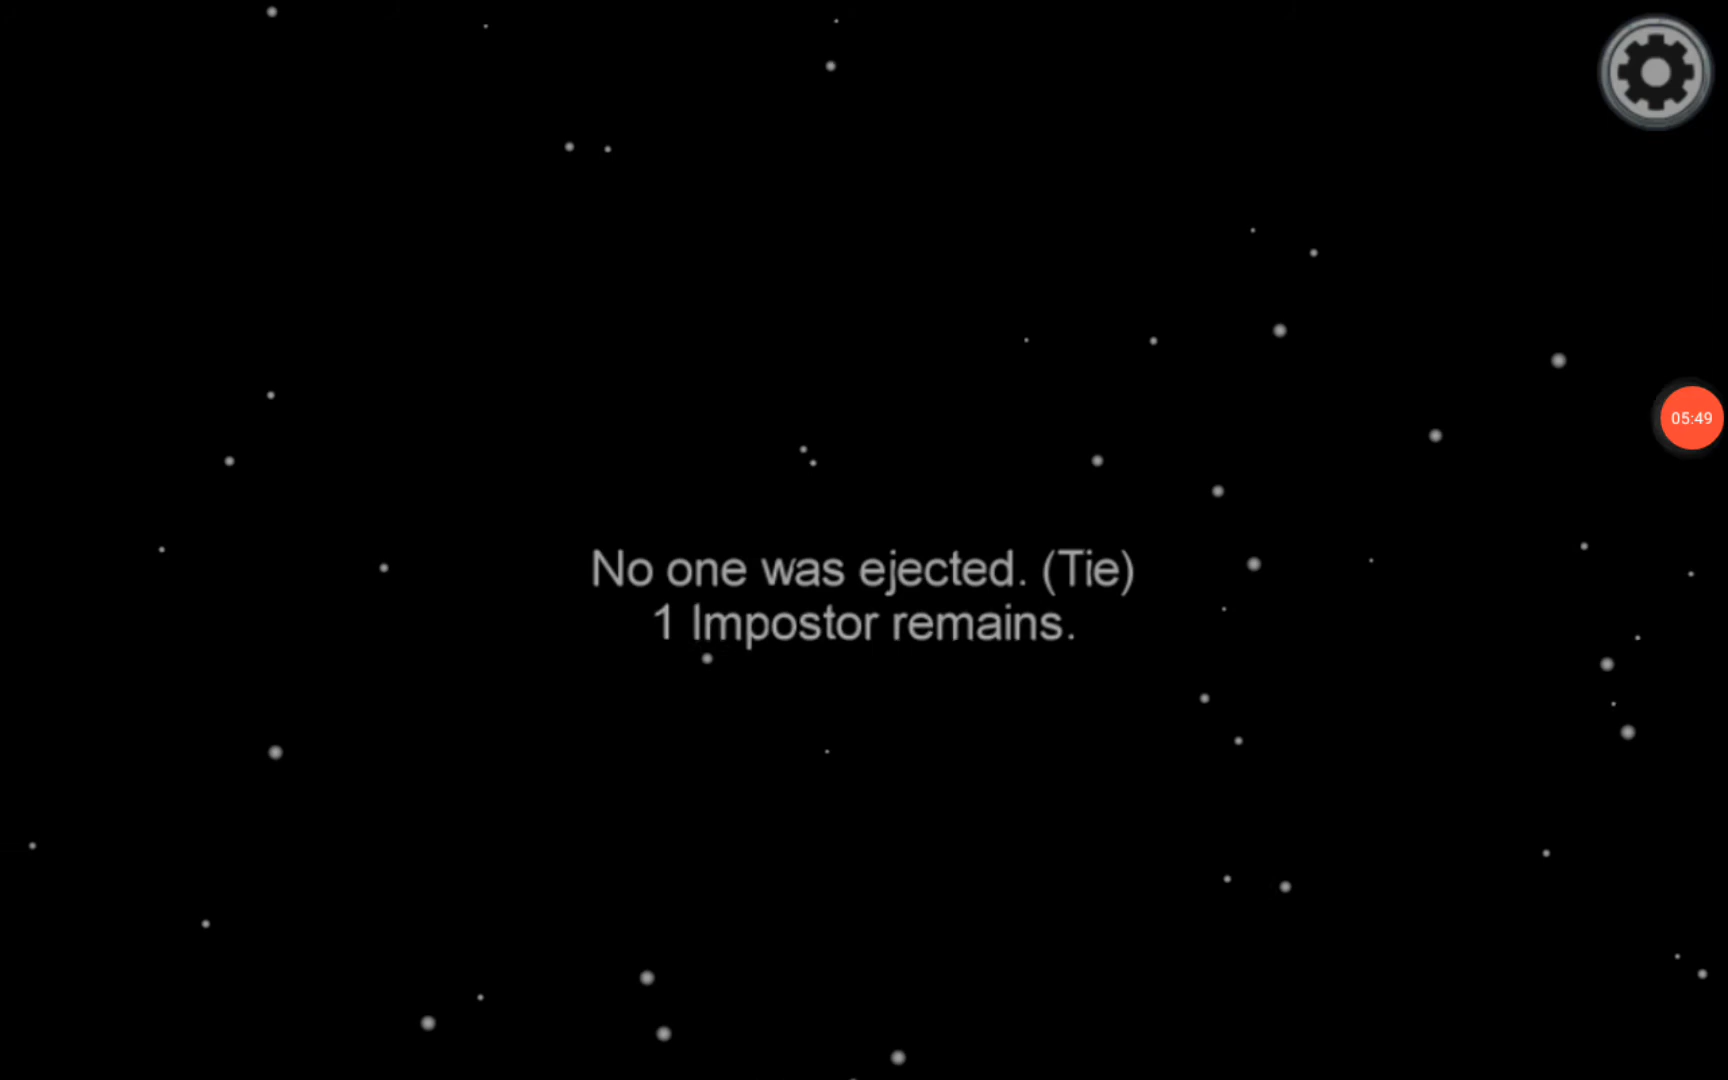 05:49
No one was ejected. (Tie)
1 Impostor remains.